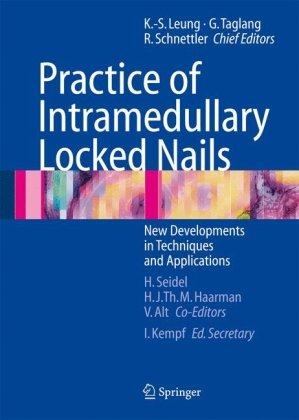 K.-S. Leung · G. Taglang
R. Schnettler Chief Editors
Practice of
Intramedullary
Locked Nails
New Developments
in Techniques
and Applications
H. Seidel
H.J.Th.M. Haarman
V. Alt Co-Editors
I. Kempf Ed. Secretary
Springer